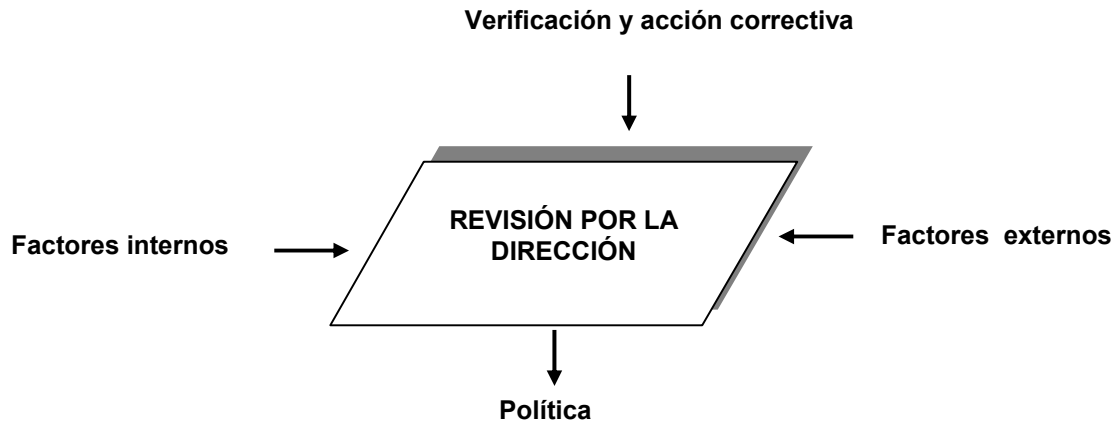 Verificación y acción correctiva
REVISIÓN POR LA
DIRECCIÓN
Factores internos
Factores externos
Política